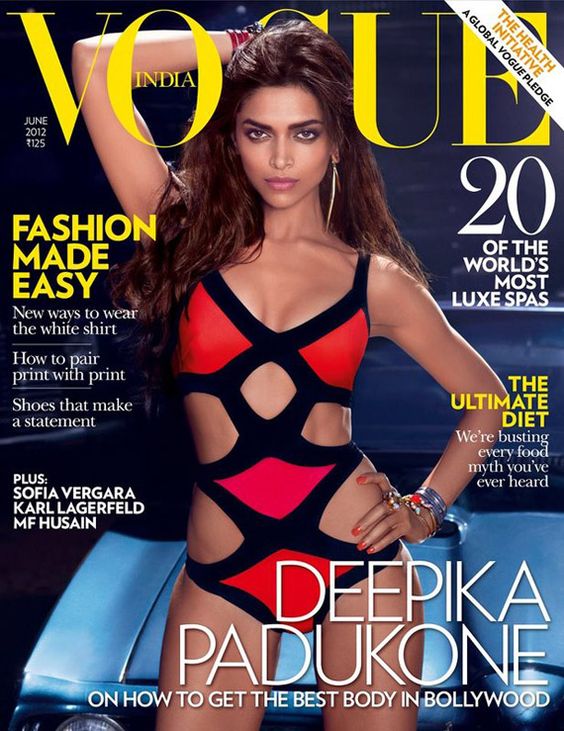 VOGUE
INDIA
JUNE
2012
₹125
THE HEALTH
INITIATIVE
A GLOBAL VOGUE PLEDGE
20
OF THE
WORLD'S
MOST
LUXE SPAS
FASHION
MADE
EASY
New ways to wear
the white shirt
How to pair
print with print
Shoes that make
a statement
THE
ULTIMATE
DIET
We're busting
every food
myth you've
ever heard
PLUS:
SOFIA VERGARA
KARL LAGERFELD
MF HUSAIN
DEEPIKA
PADUKONE
ON HOW TO GET THE BEST BODY IN BOLLYWOOD